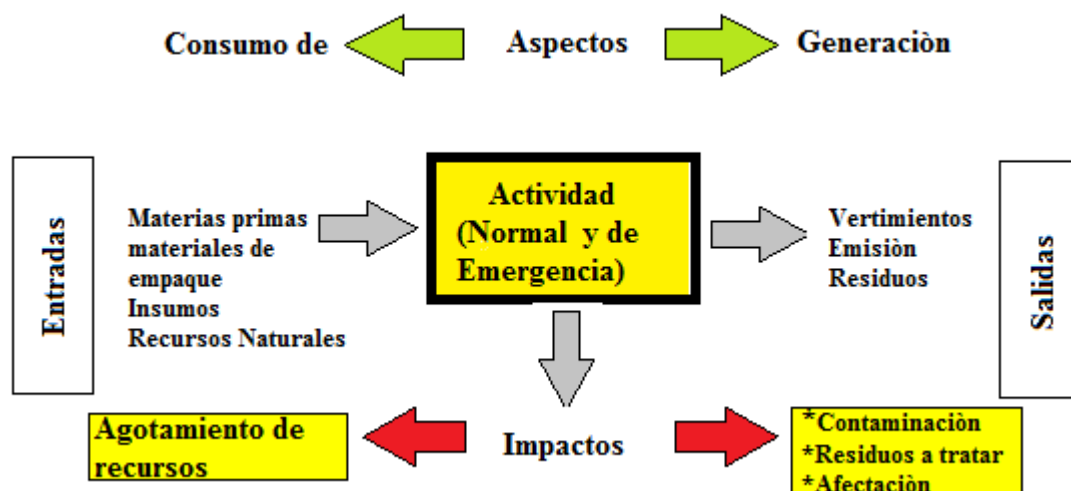 Consumo de
Aspectos
Generaciòn
Entradas
Materias primas
materiales de
empaque
Insumos
Recursos Naturales
Actividad
(Normal y de
Emergencia)
Vertimientos
Emisiòn
Residuos
Salidas
Agotamiento de
recursos
Impactos
*Contaminaciòn
*Residuos a tratar
*Afectaciòn